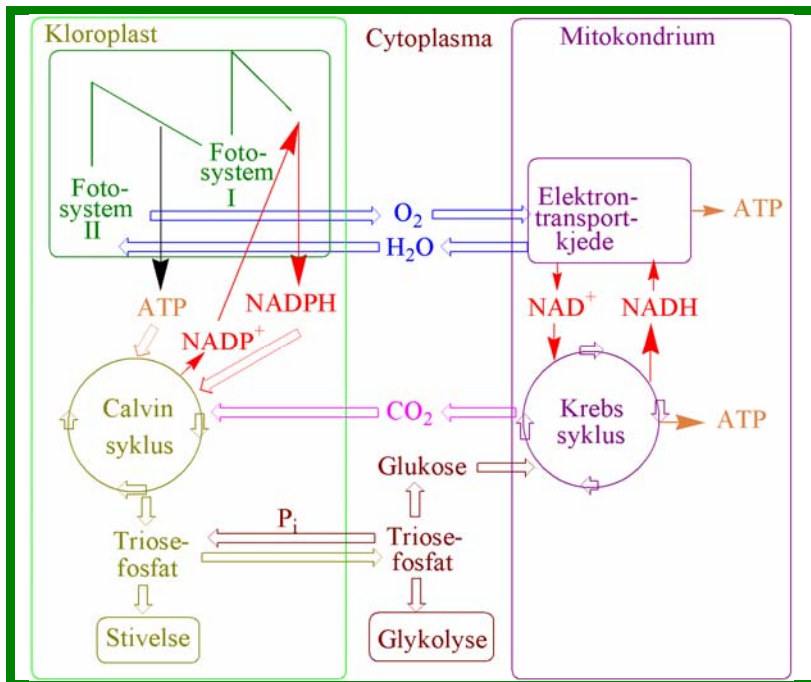 Kloroplast
Cytoplasma
Mitokondrium
Foto-
system
I
Foto-
system
II
O₂
H₂O
Elektron-
transport-
kjede
ATP
ATP
NADPH
NADP⁺
NAD⁺
NADH
Calvin
syklus
CO₂
Krebs
syklus
ATP
Glukose
Pᵢ
Triose-
fosfat
Triose-
fosfat
Stivelse
Glykolyse